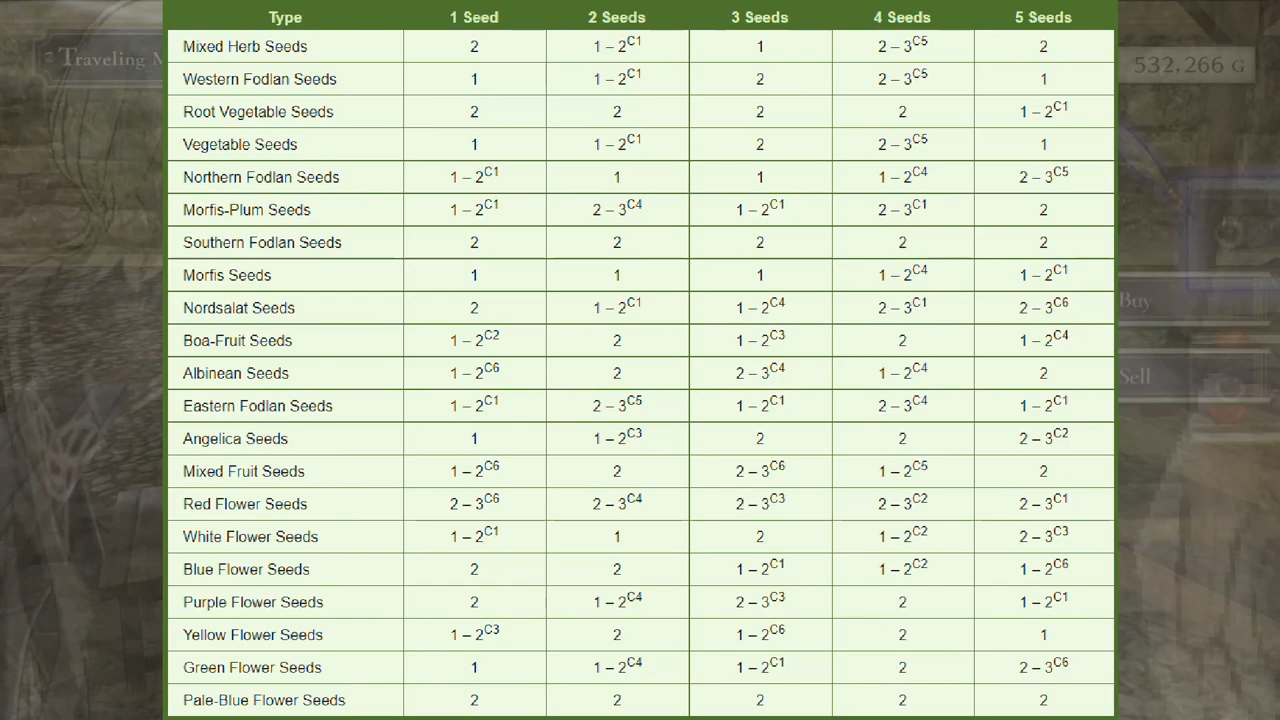 Type 1 Seed 2 Seeds 3 Seeds 4 Seeds 5 Seeds
Mixed Herb Seeds 2 1 – 2C1 1 2 – 3C5 2
Traveling M
532,266 G
Western Fodlan Seeds 1 1 – 2C1 2 2 – 3C5 1
Root Vegetable Seeds 2 2 2 2 1 – 2C1
Vegetable Seeds 1 1 – 2C1 2 2 – 3C5 1
Northern Fodlan Seeds 1 – 2C1 1 1 1 – 2C4 2 – 3C5
Morfis-Plum Seeds 1 – 2C1 2 – 3C4 1 – 2C1 2 – 3C1 2
Southern Fodlan Seeds 2 2 2 2 2
Morfis Seeds 1 1 1 1 – 2C4 1 – 2C1
Nordsalat Seeds 2 1 – 2C1 1 – 2C4 2 – 3C1 2 – 3C6
Buy
Boa-Fruit Seeds 1 – 2C2 2 1 – 2C3 2 1 – 2C4
Albinean Seeds 1 – 2C6 2 2 – 3C4 1 – 2C4 2
Sell
Eastern Fodlan Seeds 1 – 2C1 2 – 3C5 1 – 2C1 2 – 3C4 1 – 2C1
Angelica Seeds 1 1 – 2C3 2 2 2 – 3C2
Mixed Fruit Seeds 1 – 2C6 2 2 – 3C6 1 – 2C5 2
Red Flower Seeds 2 – 3C6 2 – 3C4 2 – 3C3 2 – 3C2 2 – 3C1
White Flower Seeds 1 – 2C1 1 2 1 – 2C2 2 – 3C3
Blue Flower Seeds 2 2 1 – 2C1 1 – 2C2 1 – 2C6
Purple Flower Seeds 2 1 – 2C4 2 – 3C3 2 1 – 2C1
Yellow Flower Seeds 1 – 2C3 2 1 – 2C6 2 1
Green Flower Seeds 1 1 – 2C4 1 – 2C1 2 2 – 3C6
Pale-Blue Flower Seeds 2 2 2 2 2